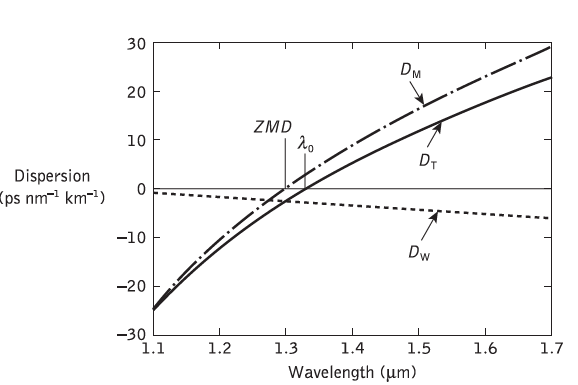 30
20
10
0
−10
−20
−30
Dispersion
(ps nm⁻¹ km⁻¹)
ZMD
λ₀
D_M
D_T
D_W
1.1 1.2 1.3 1.4 1.5 1.6 1.7
Wavelength (μm)